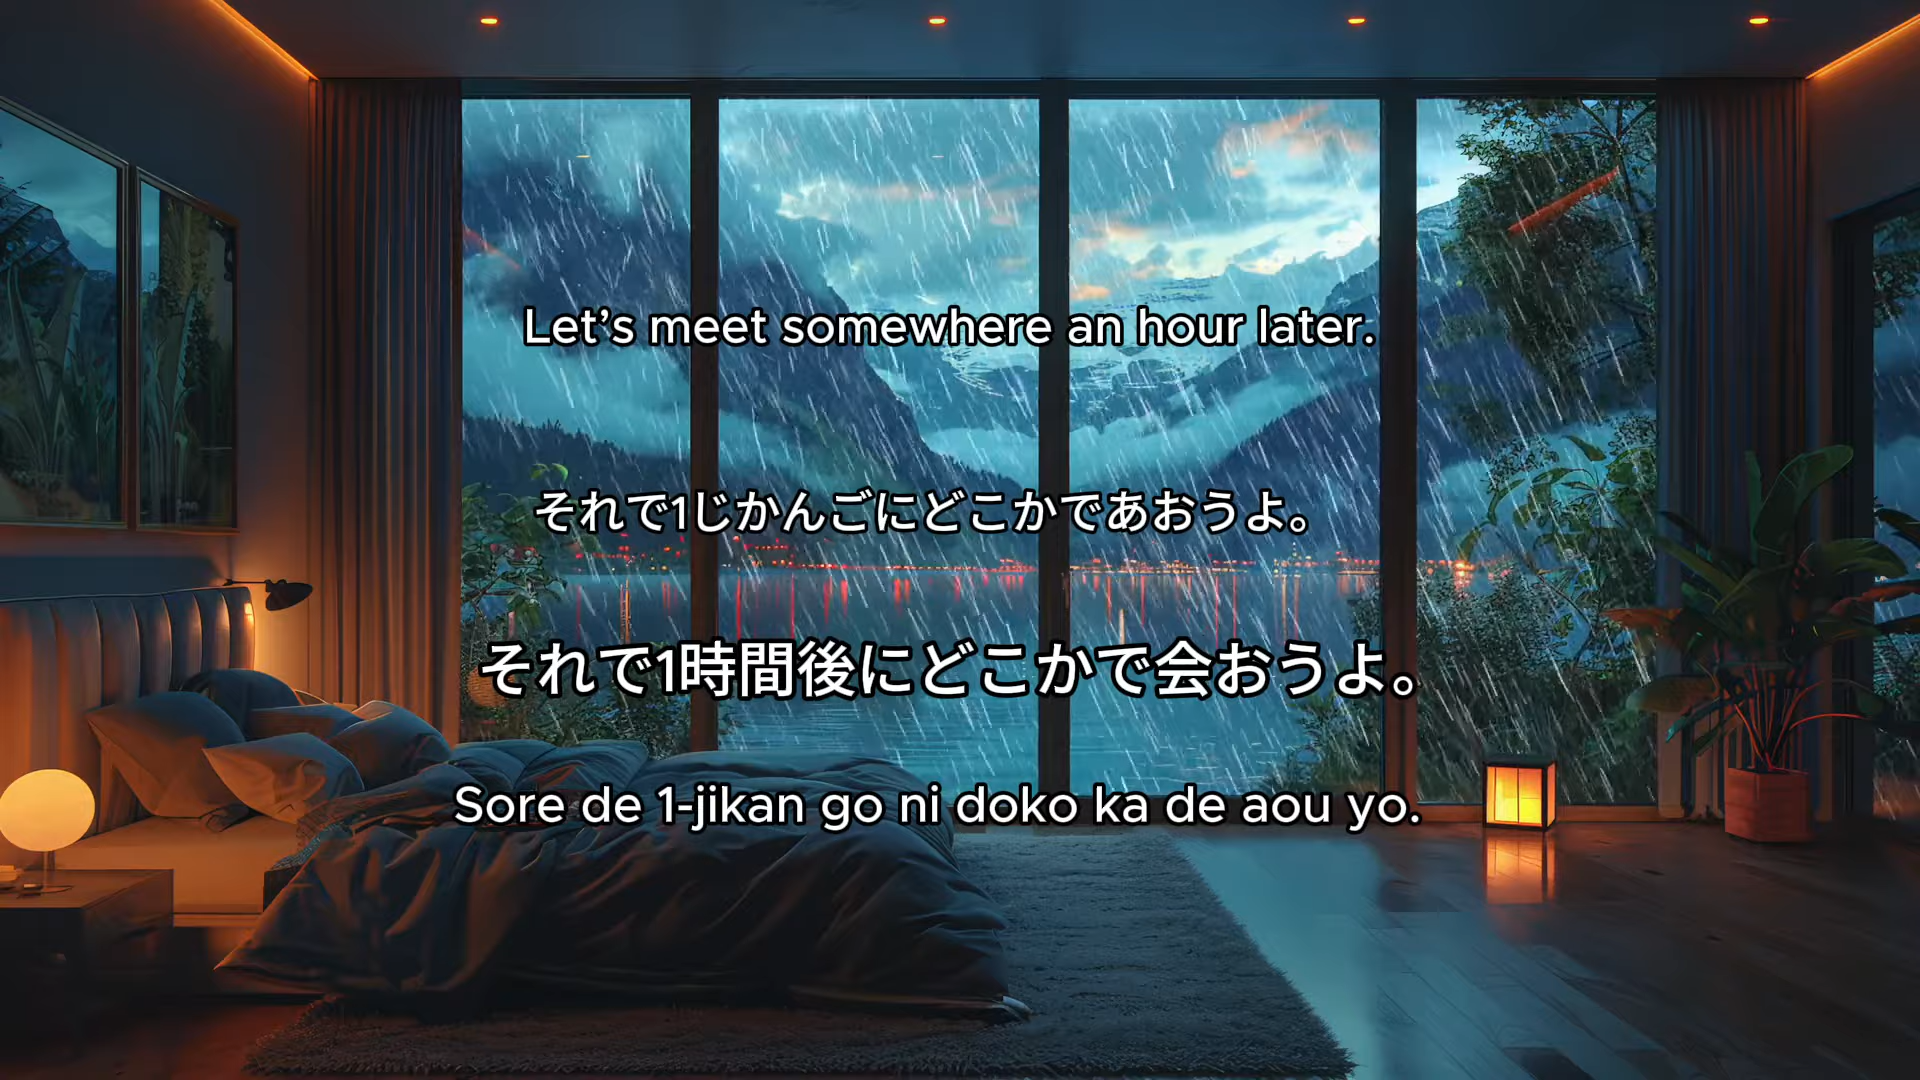 Let’s meet somewhere an hour later.
それで1じかんごにどこかであおうよ。
それで1時間後にどこかで会おうよ。
Sore de 1-jikan go ni doko ka de aou yo.